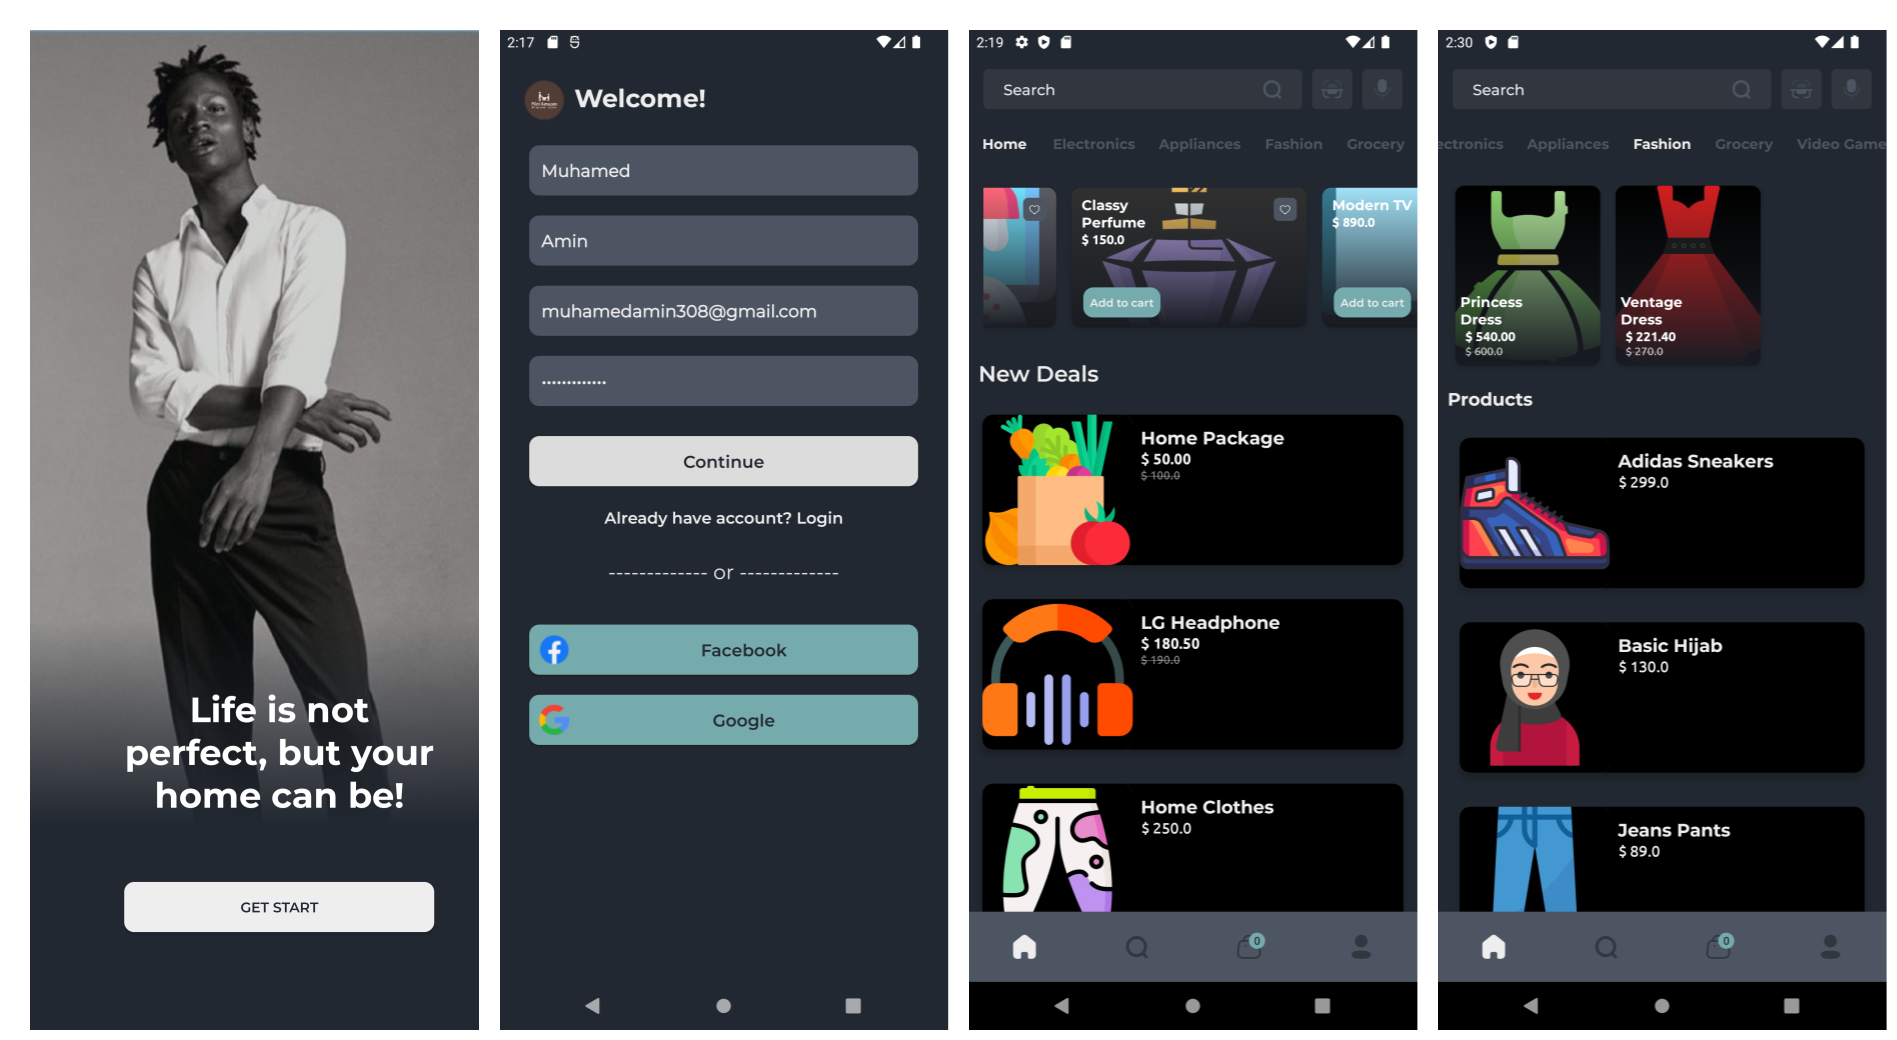 Life is not
perfect, but your
home can be!
GET START
2:17
Welcome!
Muhamed
Amin
muhamedamin308@gmail.com
•••••••••••••
Continue
Already have account? Login
------------- or -------------
Facebook
Google
2:19
Search
Home Electronics Appliances Fashion Grocery
Classy
Perfume
$ 150.0
Add to cart
Modern TV
$ 890.0
Add to cart
New Deals
Home Package
$ 50.00
$ 100.0
LG Headphone
$ 180.50
$ 190.0
Home Clothes
$ 250.0
0
2:30
Search
ectronics Appliances Fashion Grocery Video Game
Princess
Dress
$ 540.00
$ 600.0
Ventage
Dress
$ 221.40
$ 270.0
Products
Adidas Sneakers
$ 299.0
Basic Hijab
$ 130.0
Jeans Pants
$ 89.0
0